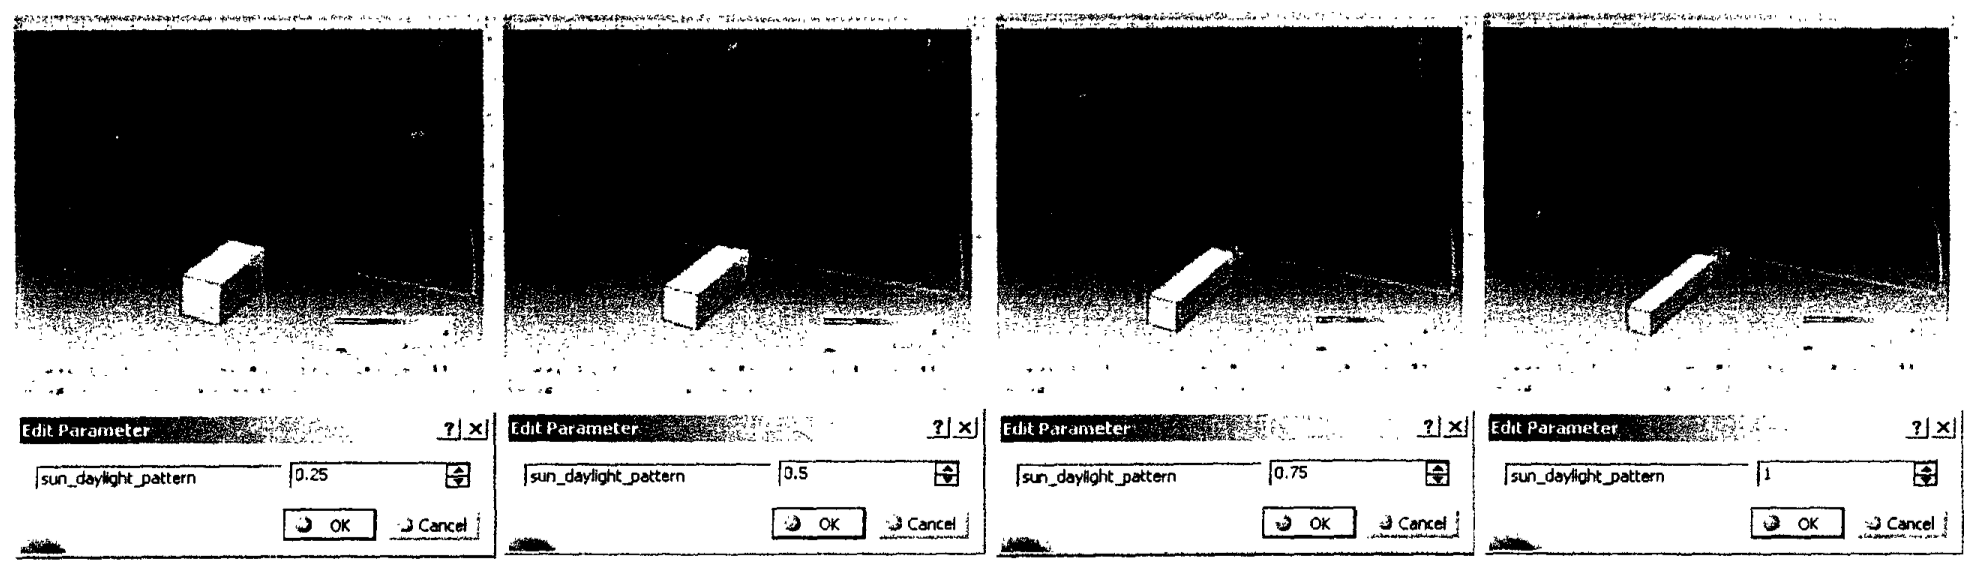 Edit Parameter ? ×
sun_daylight_pattern 0.25
OK Cancel
Edit Parameter ? ×
sun_daylight_pattern 0.5
OK Cancel
Edit Parameter ? ×
sun_daylight_pattern 0.75
OK Cancel
Edit Parameter ? ×
sun_daylight_pattern 1
OK Cancel